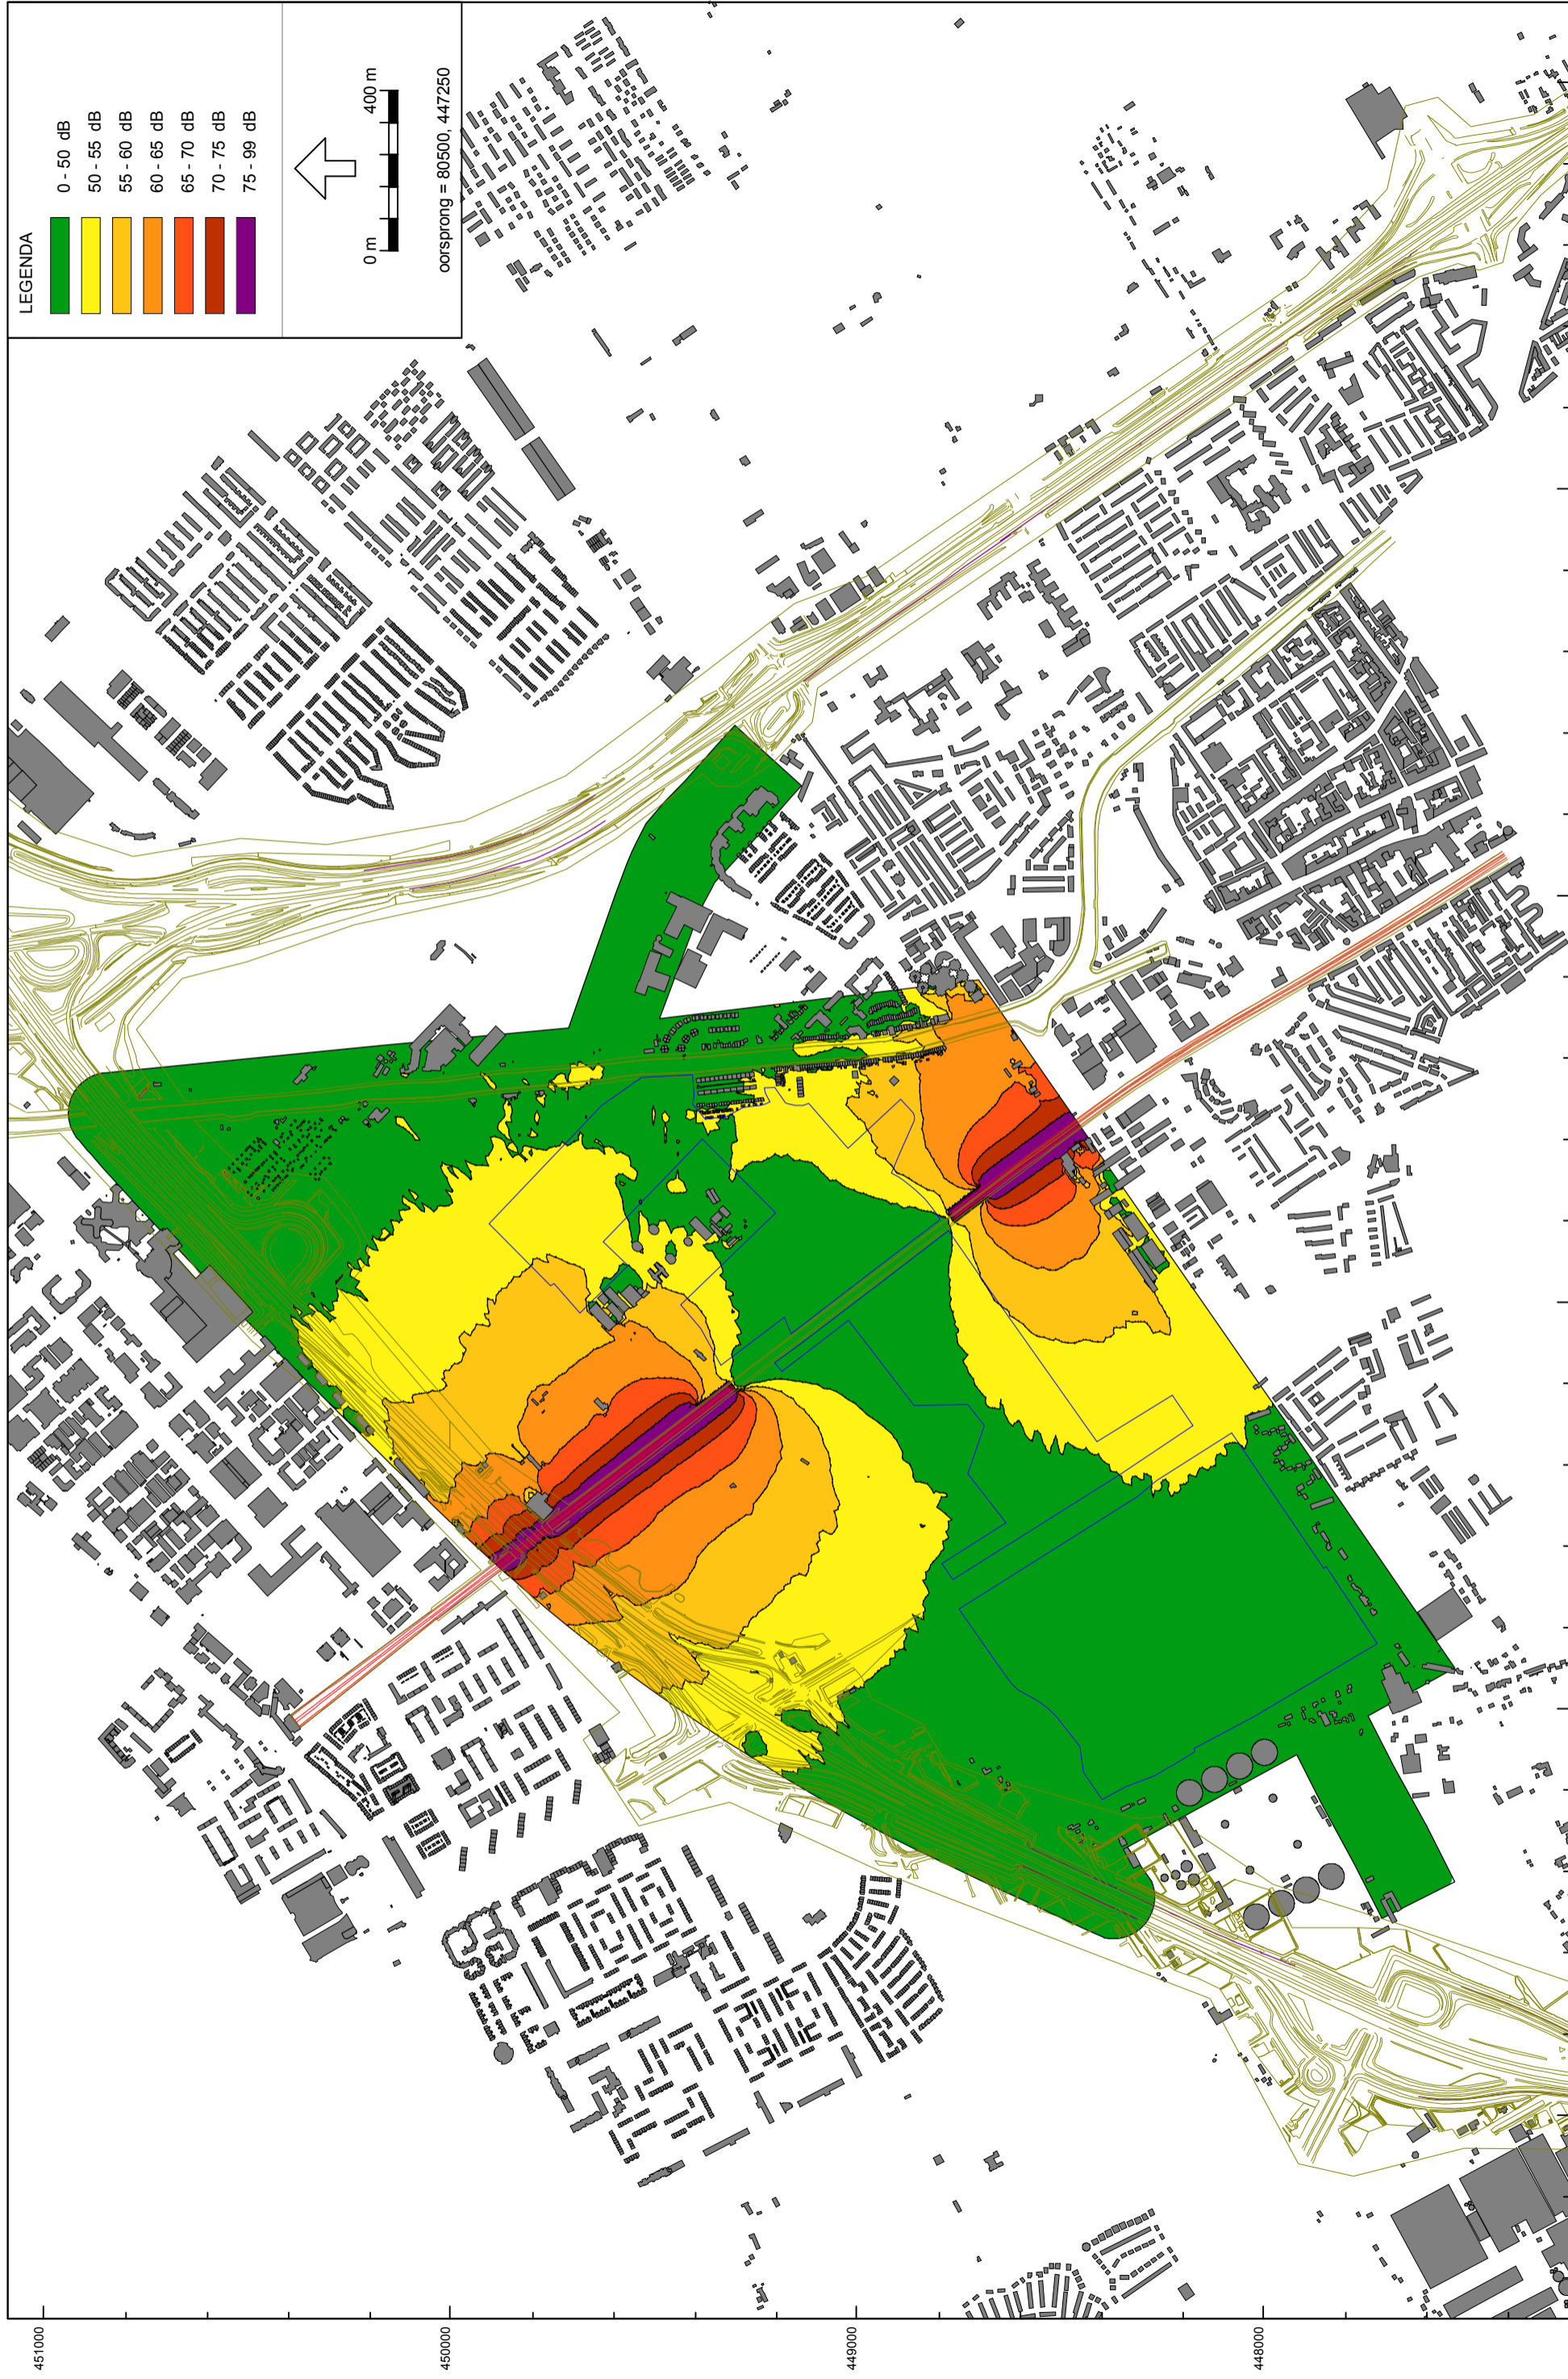 LEGENDA
0 - 50 dB
50 - 55 dB
55 - 60 dB
60 - 65 dB
65 - 70 dB
70 - 75 dB
75 - 99 dB
0 m 400 m
oorsprong = 80500, 447250
451000
450000
449000
448000